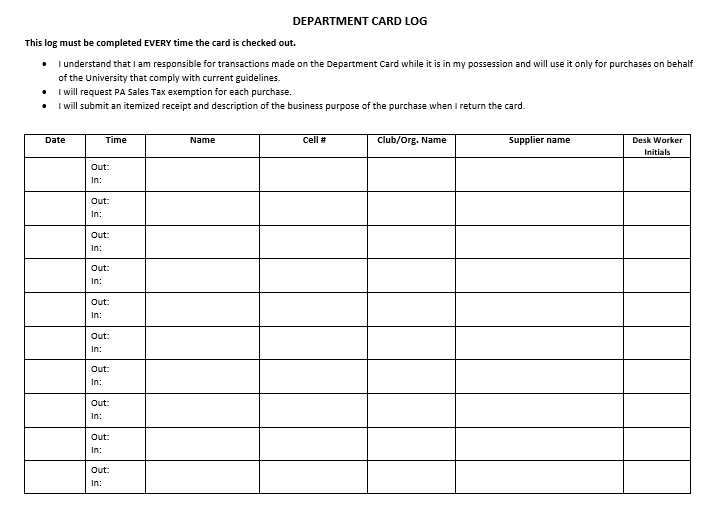 DEPARTMENT CARD LOG
This log must be completed EVERY time the card is checked out.
• I understand that I am responsible for transactions made on the Department Card while it is in my possession and will use it only for purchases on behalf
of the University that comply with current guidelines.
• I will request PA Sales Tax exemption for each purchase.
• I will submit an itemized receipt and description of the business purpose of the purchase when I return the card.
Date Time Name Cell # Club/Org. Name Supplier name Desk Worker
Initials
Out:
In:
Out:
In:
Out:
In:
Out:
In:
Out:
In:
Out:
In:
Out:
In:
Out:
In:
Out:
In:
Out:
In: